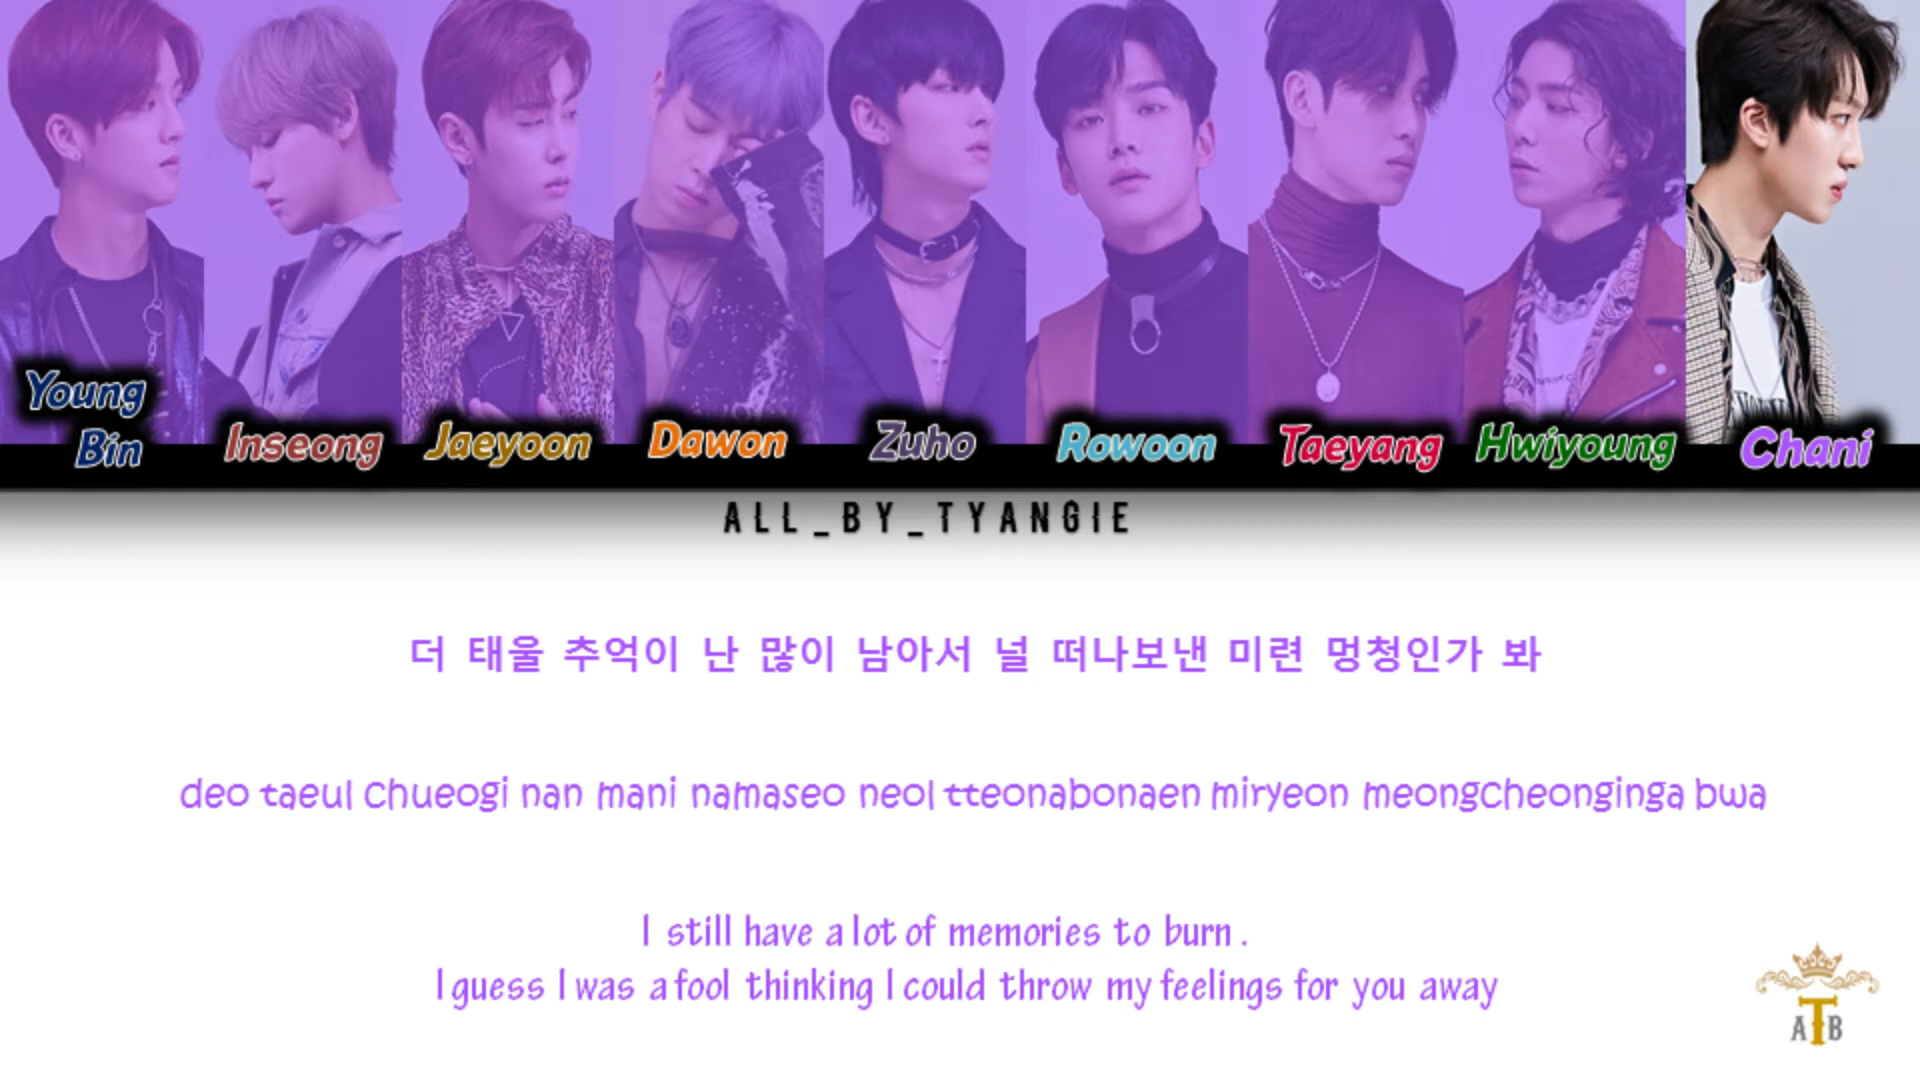 Young
Bin
Inseong
Jaeyoon
Dawon
Zuho
Rowoon
Taeyang
Hwiyoung
Chani
ALL_BY_TYANGIE
더 태울 추억이 난 많이 남아서 널 떠나보낸 미련 멍청인가 봐
deo taeul chueogi nan mani namaseo neol tteonabonaen miryeon meongcheonginga bwa
I still have a lot of memories to burn .
I guess I was a fool thinking I could throw my feelings for you away
ATB